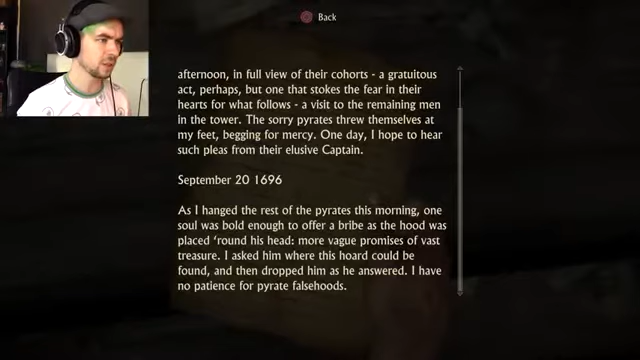 Back
afternoon, in full view of their cohorts - a gratuitous
act, perhaps, but one that stokes the fear in their
hearts for what follows - a visit to the remaining men
in the tower. The sorry pyrates threw themselves at
my feet, begging for mercy. One day, I hope to hear
such pleas from their elusive Captain.
September 20 1696
As I hanged the rest of the pyrates this morning, one
soul was bold enough to offer a bribe as the hood was
placed 'round his head: more vague promises of vast
treasure. I asked him where this hoard could be
found, and then dropped him as he answered. I have
no patience for pyrate falsehoods.